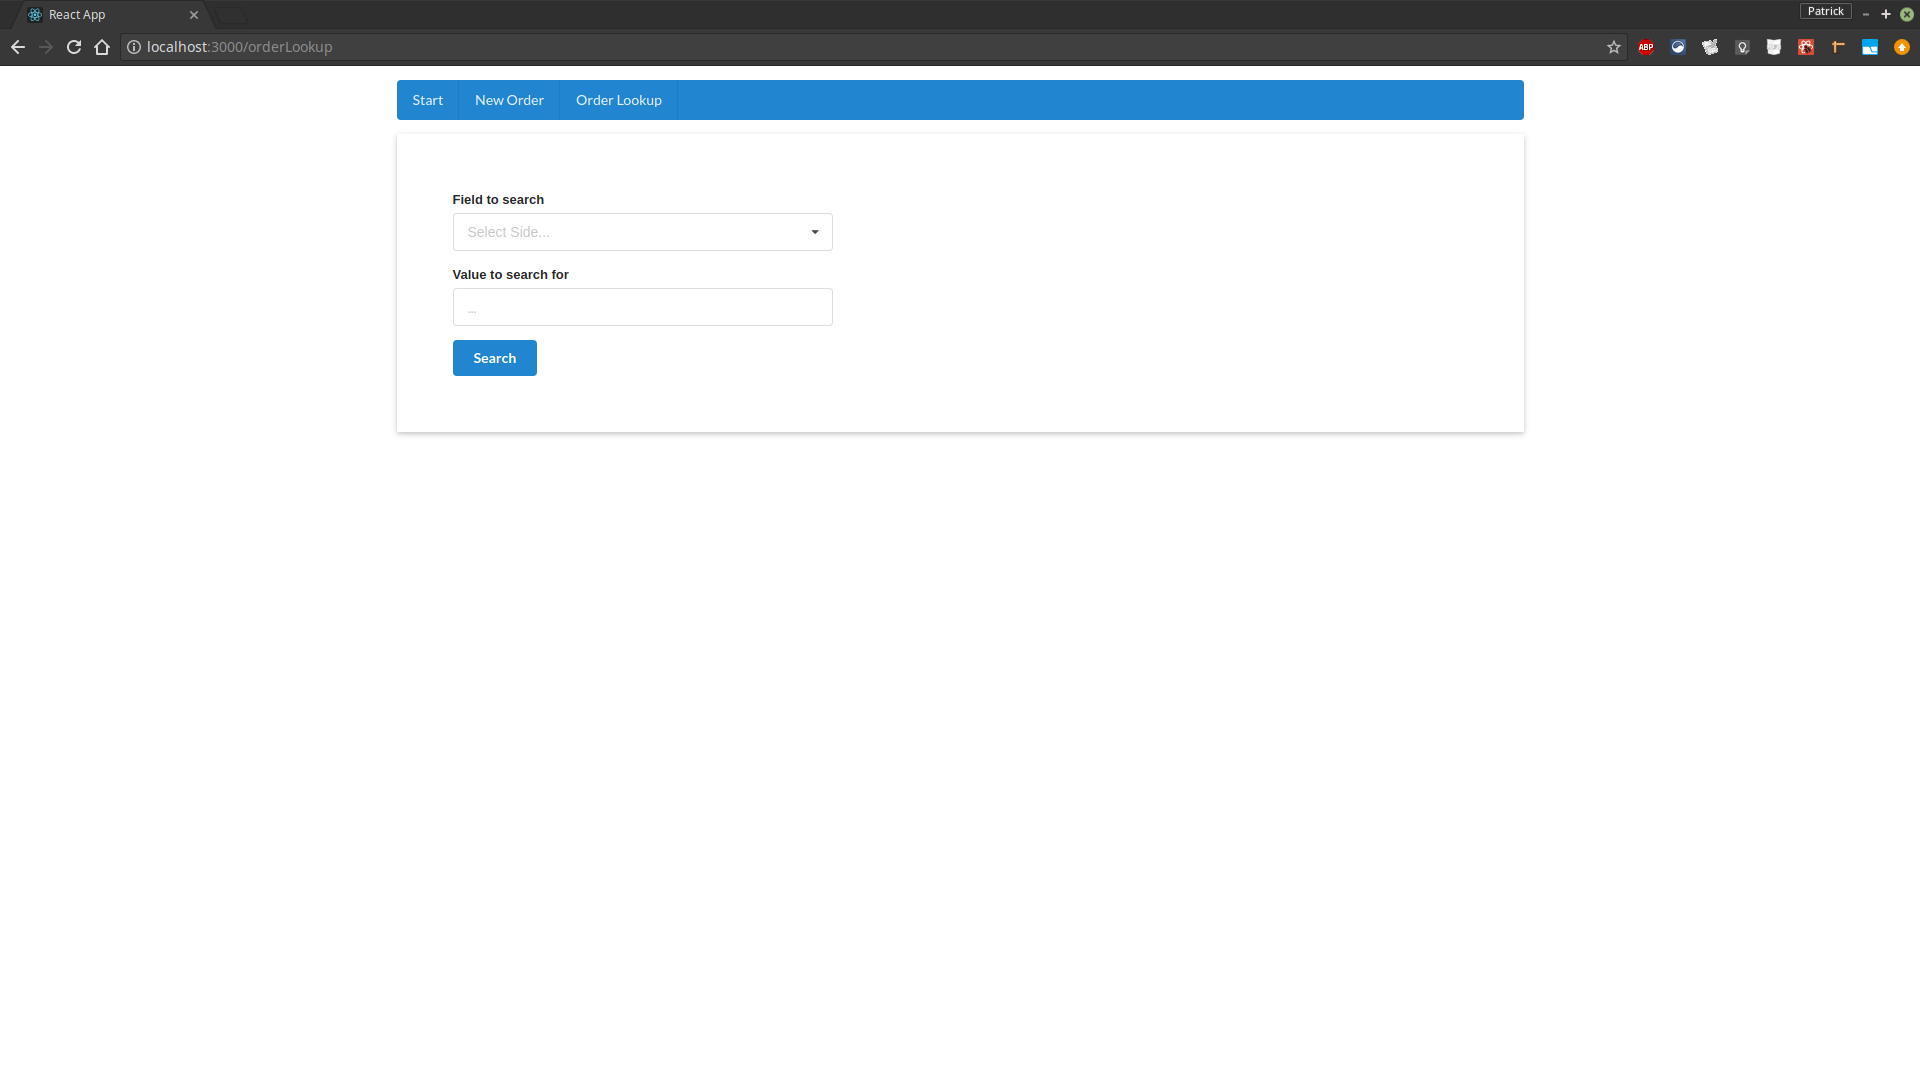 React App
Patrick
localhost:3000/orderLookup
ABP
Start
New Order
Order Lookup
Field to search
Select Side...
Value to search for
...
Search